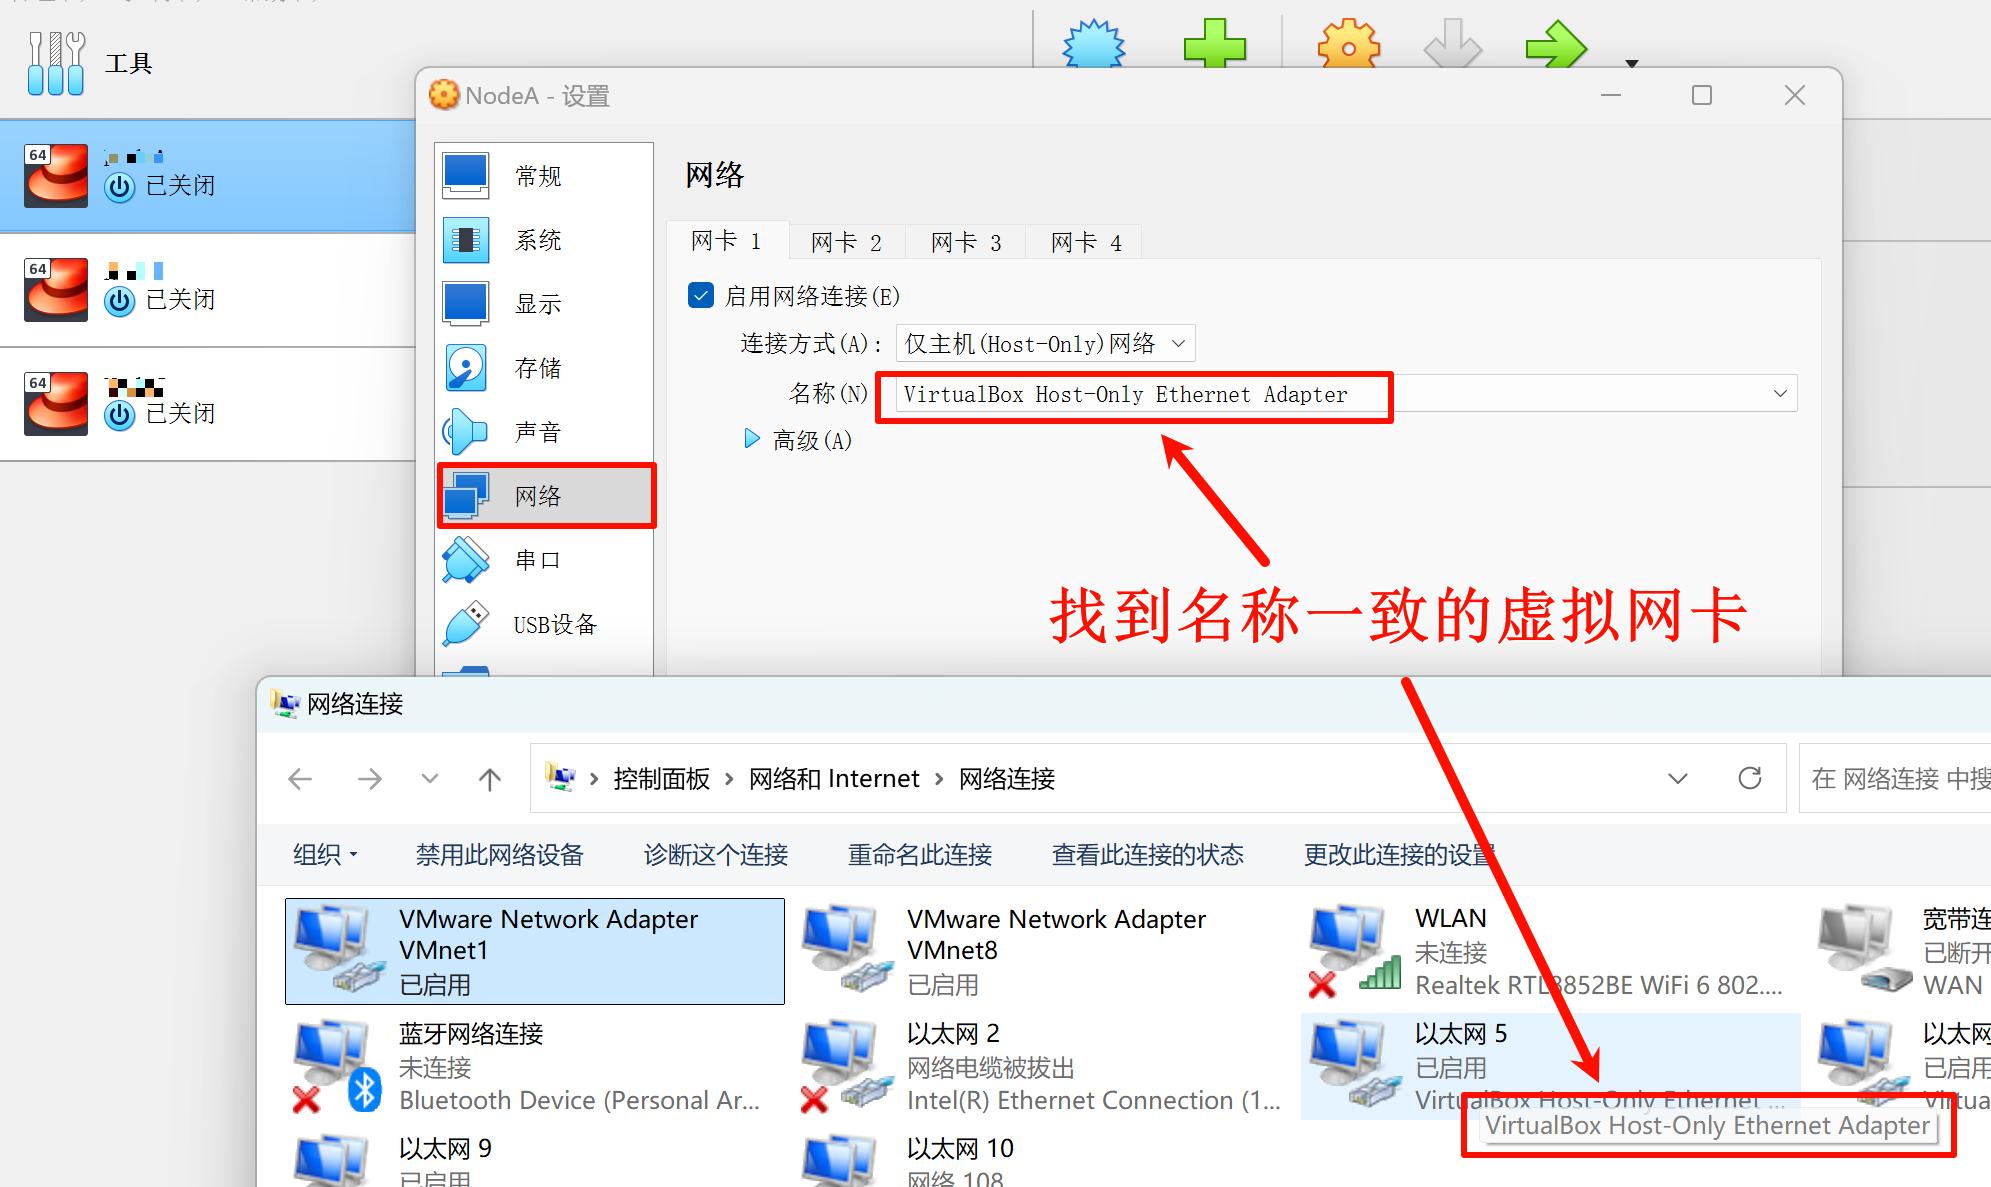 工具
64
已关闭
64
已关闭
64
已关闭
NodeA - 设置
常规
系统
显示
存储
声音
网络
串口
USB设备
网络
网卡 1
网卡 2
网卡 3
网卡 4
启用网络连接(E)
连接方式(A):
仅主机(Host-Only)网络
名称(N)
VirtualBox Host-Only Ethernet Adapter
高级(A)
找到名称一致的虚拟网卡
网络连接
控制面板 › 网络和 Internet › 网络连接
在 网络连接 中搜
组织
禁用此网络设备
诊断这个连接
重命名此连接
查看此连接的状态
更改此连接的设置
VMware Network Adapter
VMnet1
已启用
VMware Network Adapter
VMnet8
已启用
WLAN
未连接
Realtek RTL8852BE WiFi 6 802....
宽带连
已断开
WAN
蓝牙网络连接
未连接
Bluetooth Device (Personal Ar...
以太网 2
网络电缆被拔出
Intel(R) Ethernet Connection (1...
以太网 5
已启用
VirtualBox Host-Only Ethernet ...
VirtualBox Host-Only Ethernet Adapter
以太网
已启用
Virtua
以太网 9
已启用
以太网 10
网络 108